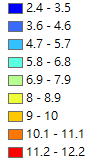 2.4 - 3.5
3.6 - 4.6
4.7 - 5.7
5.8 - 6.8
6.9 - 7.9
8 - 8.9
9 - 10
10.1 - 11.1
11.2 - 12.2